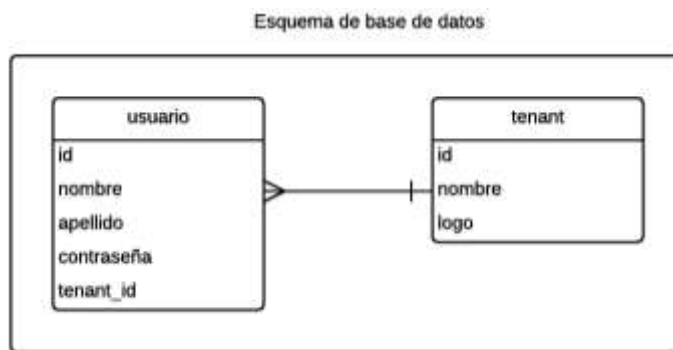 Esquema de base de datos
usuario
id
nombre
apellido
contraseña
tenant_id
tenant
id
nombre
logo